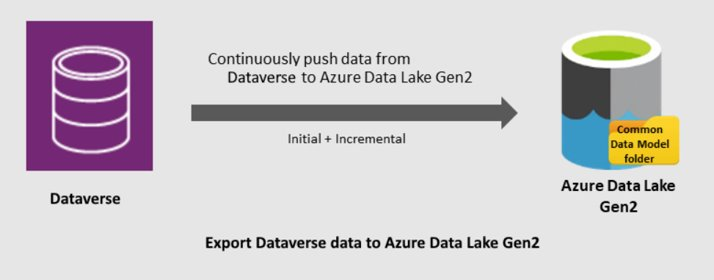 Continuously push data from
Dataverse to Azure Data Lake Gen2
Initial + Incremental
Common
Data Model
folder
Dataverse
Azure Data Lake
Gen2
Export Dataverse data to Azure Data Lake Gen2